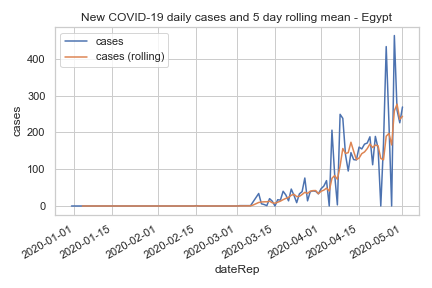 New COVID-19 daily cases and 5 day rolling mean - Egypt
cases
cases (rolling)
400
300
200
100
0
cases
2020-01-01
2020-01-15
2020-02-01
2020-02-15
2020-03-01
2020-03-15
2020-04-01
2020-04-15
2020-05-01
dateRep